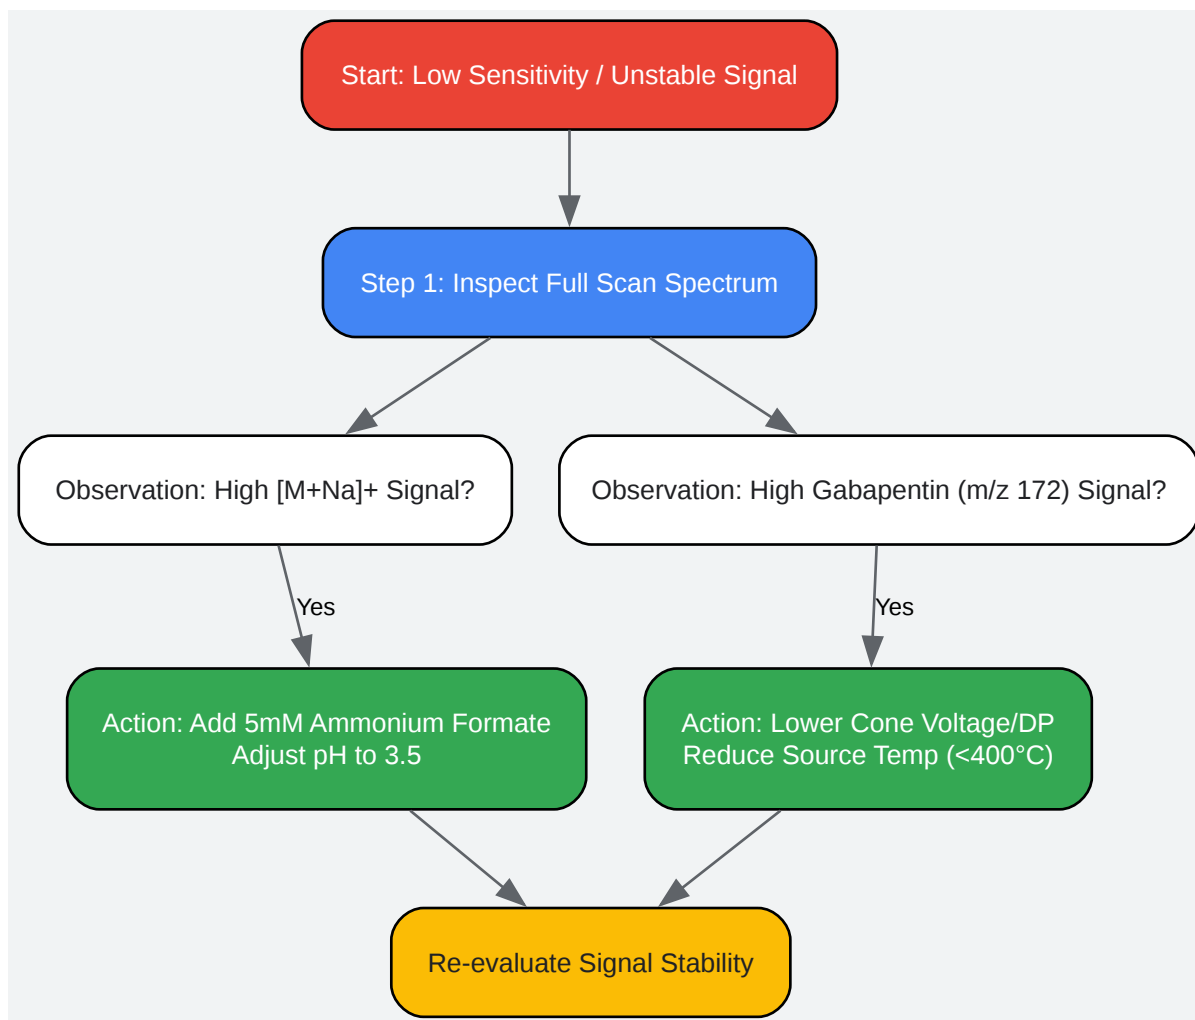 Start: Low Sensitivity / Unstable Signal
Step 1: Inspect Full Scan Spectrum
Observation: High [M+Na]+ Signal?
Observation: High Gabapentin (m/z 172) Signal?
Yes
Yes
Action: Add 5mM Ammonium Formate
Adjust pH to 3.5
Action: Lower Cone Voltage/DP
Reduce Source Temp (<400°C)
Re-evaluate Signal Stability